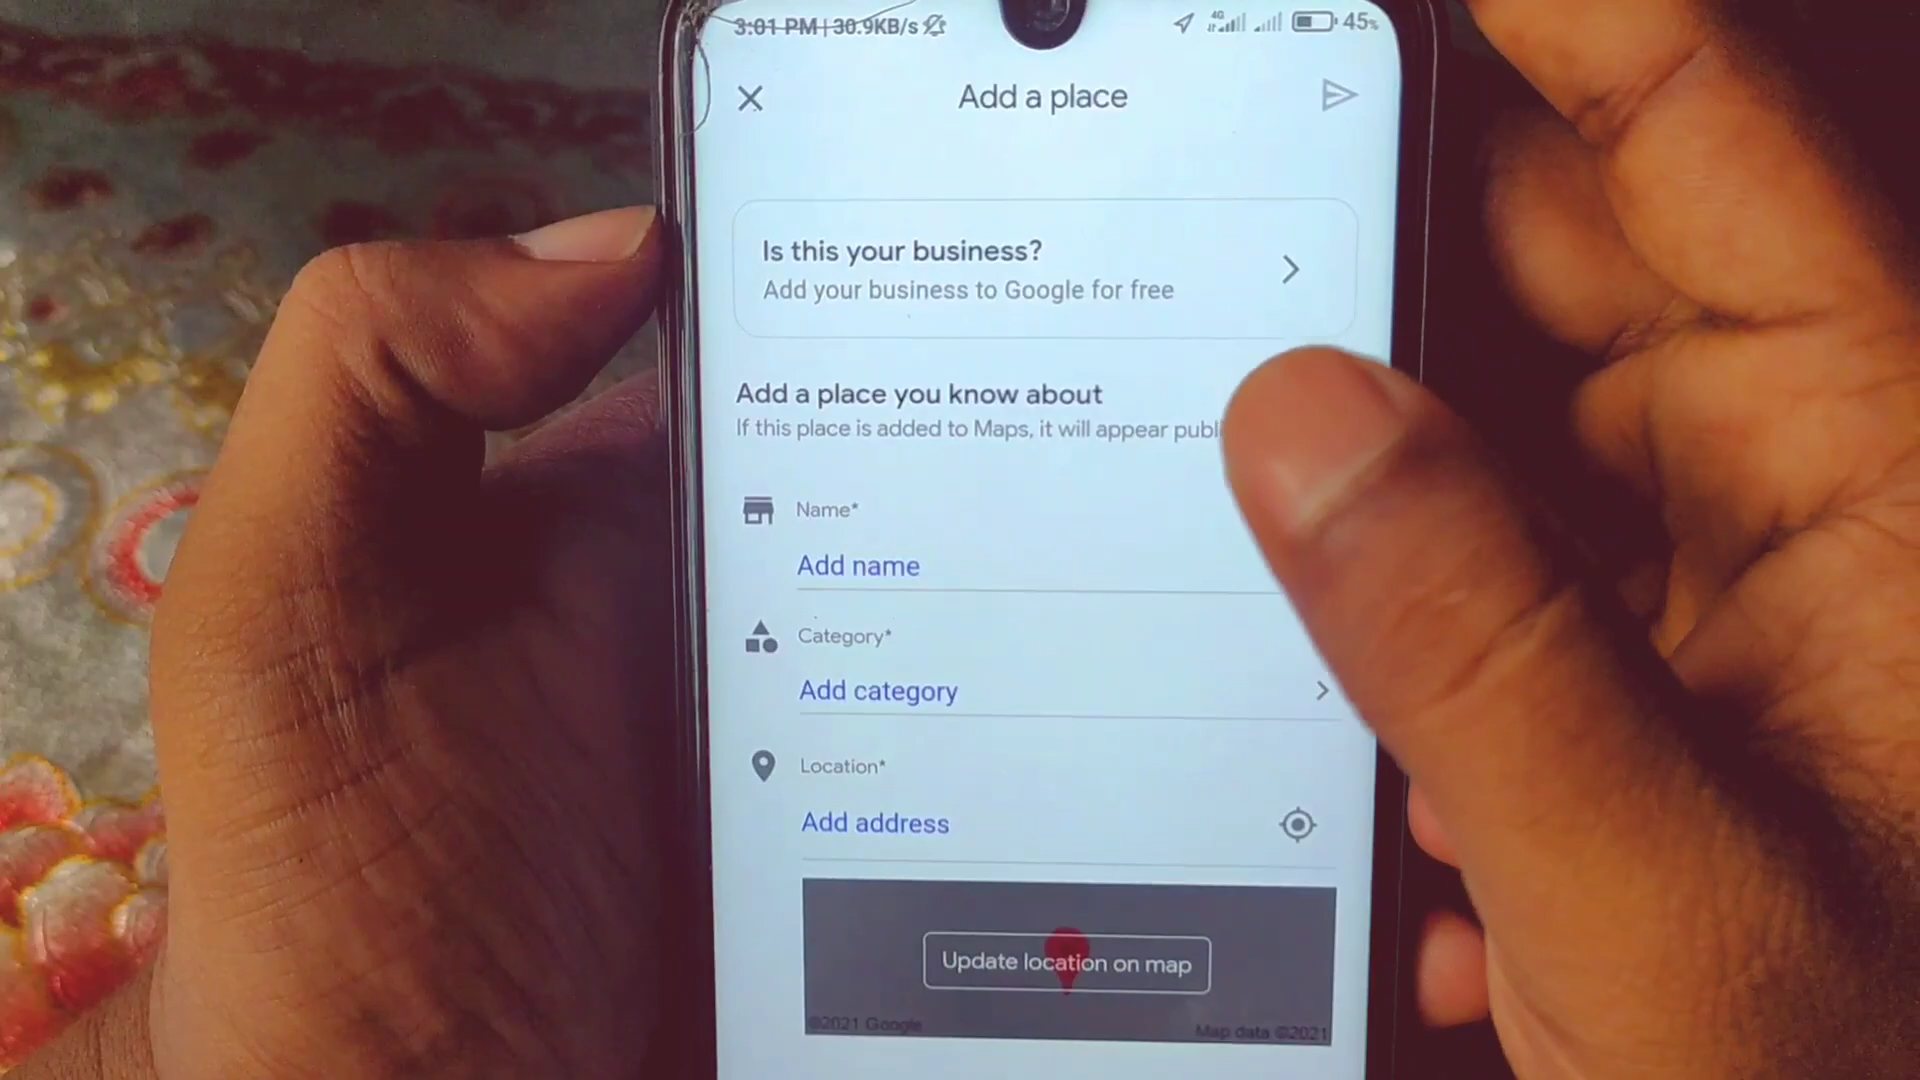 3:01 PM | 30.9KB/s
4G
45%
Add a place
Is this your business?
Add your business to Google for free
Add a place you know about
If this place is added to Maps, it will appear publi
Name*
Add name
Category*
Add category
Location*
Add address
Update location on map
©2021 Google
Map data ©2021